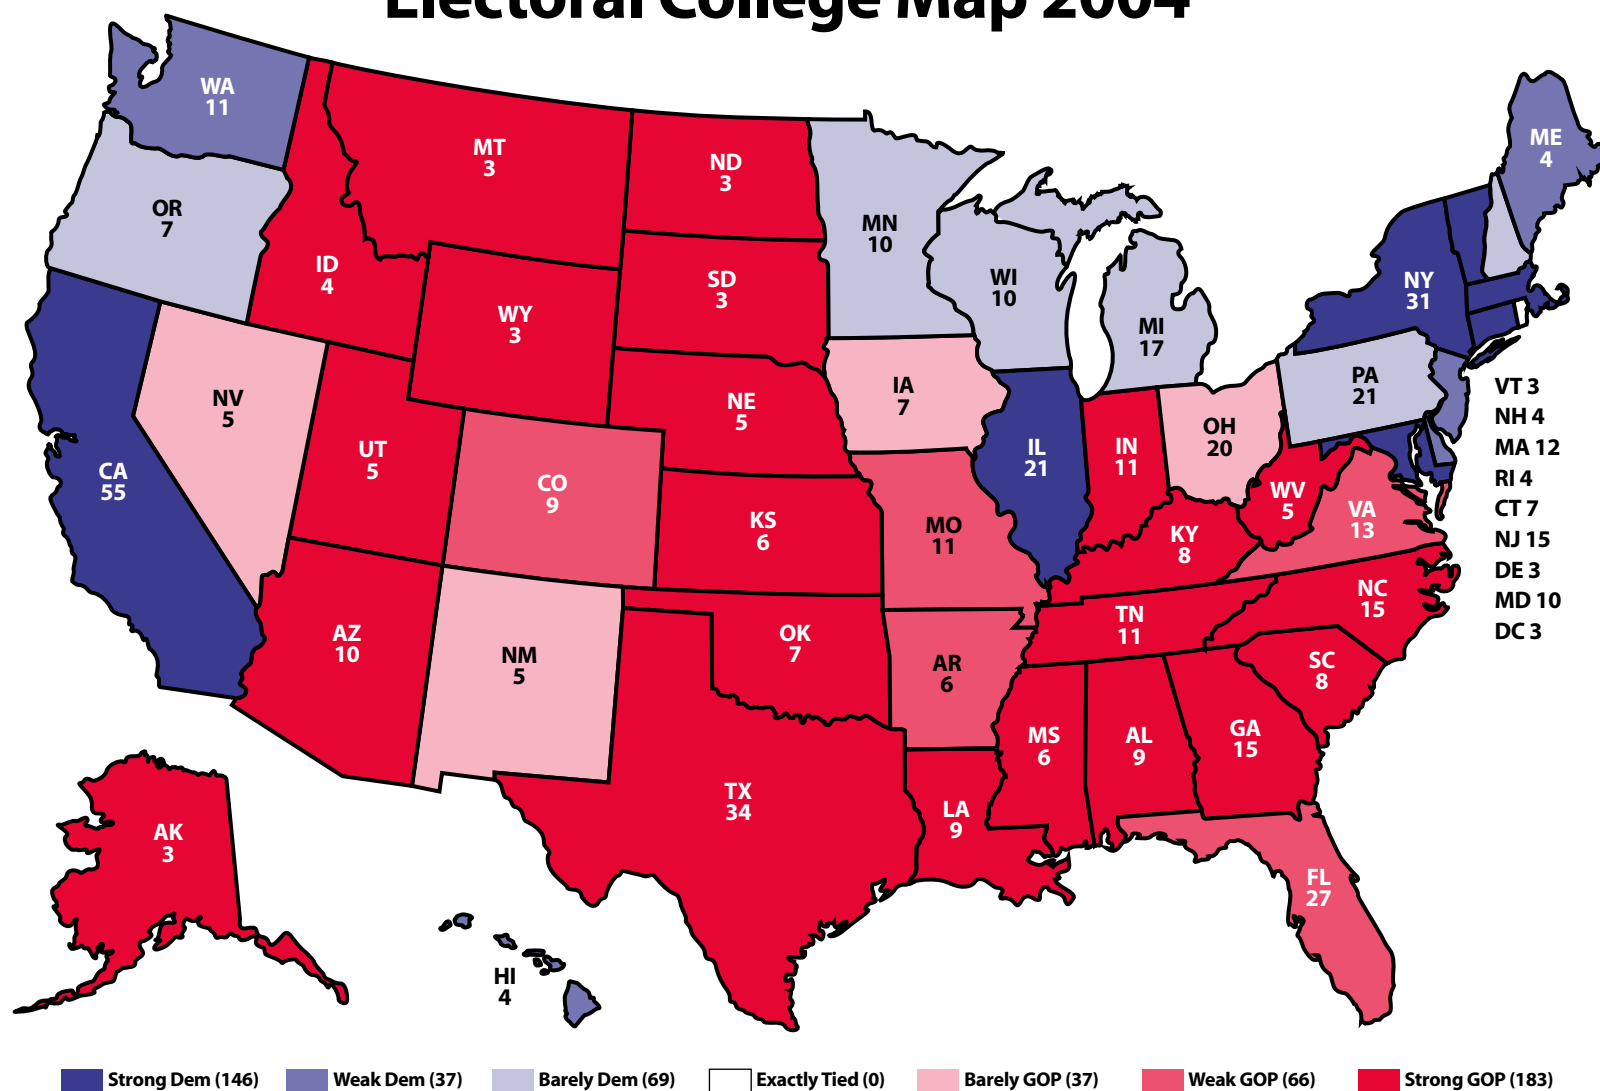 Electoral College Map 2004
WA
11
OR
7
CA
55
NV
5
ID
4
MT
3
WY
3
UT
5
AZ
10
CO
9
NM
5
ND
3
SD
3
NE
5
KS
6
OK
7
TX
34
MN
10
IA
7
MO
11
AR
6
LA
9
WI
10
IL
21
MI
17
IN
11
OH
20
KY
8
TN
11
MS
6
AL
9
GA
15
FL
27
SC
8
NC
15
VA
13
WV
5
PA
21
NY
31
ME
4
VT 3
NH 4
MA 12
RI 4
CT 7
NJ 15
DE 3
MD 10
DC 3
AK
3
HI
4
Strong Dem (146)
Weak Dem (37)
Barely Dem (69)
Exactly Tied (0)
Barely GOP (37)
Weak GOP (66)
Strong GOP (183)